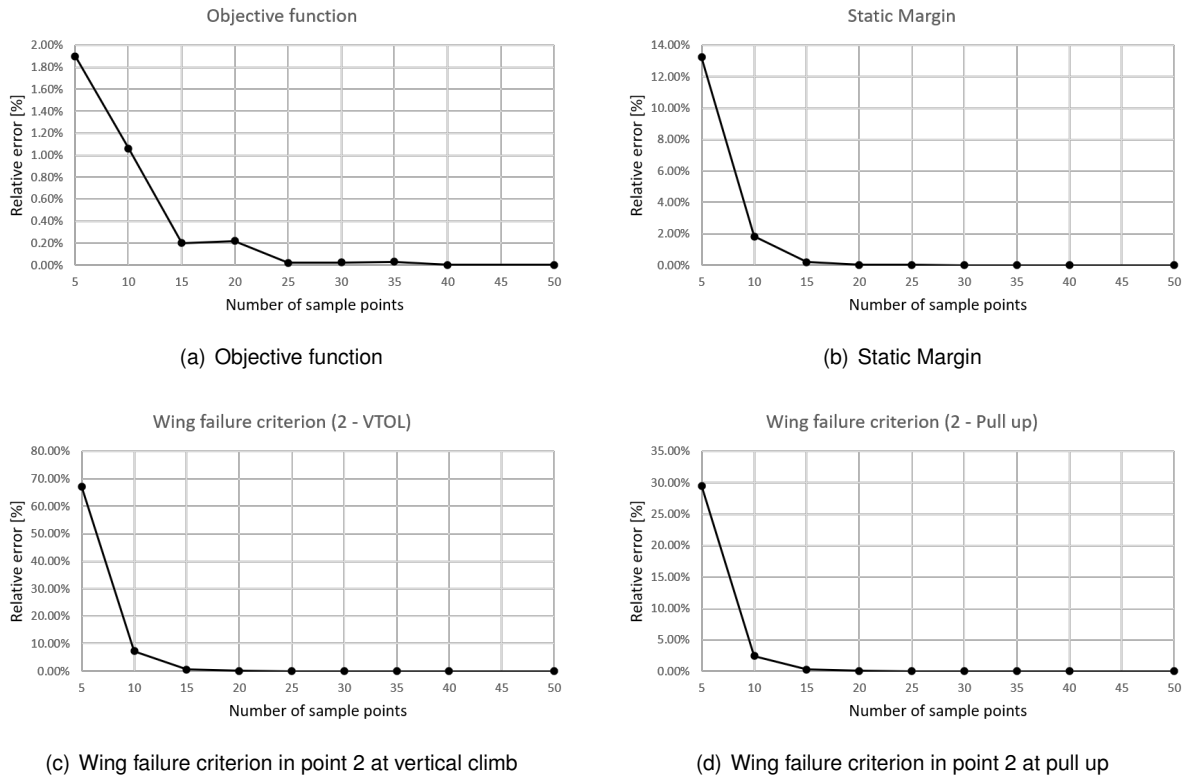 Objective function
Relative error [%]
2.00%
1.80%
1.60%
1.40%
1.20%
1.00%
0.80%
0.60%
0.40%
0.20%
0.00%
5 10 15 20 25 30 35 40 45 50
Number of sample points
(a) Objective function
Static Margin
Relative error [%]
14.00%
12.00%
10.00%
8.00%
6.00%
4.00%
2.00%
0.00%
5 10 15 20 25 30 35 40 45 50
Number of sample points
(b) Static Margin
Wing failure criterion (2 - VTOL)
Relative error [%]
80.00%
70.00%
60.00%
50.00%
40.00%
30.00%
20.00%
10.00%
0.00%
5 10 15 20 25 30 35 40 45 50
Number of sample points
(c) Wing failure criterion in point 2 at vertical climb
Wing failure criterion (2 - Pull up)
Relative error [%]
35.00%
30.00%
25.00%
20.00%
15.00%
10.00%
5.00%
0.00%
5 10 15 20 25 30 35 40 45 50
Number of sample points
(d) Wing failure criterion in point 2 at pull up